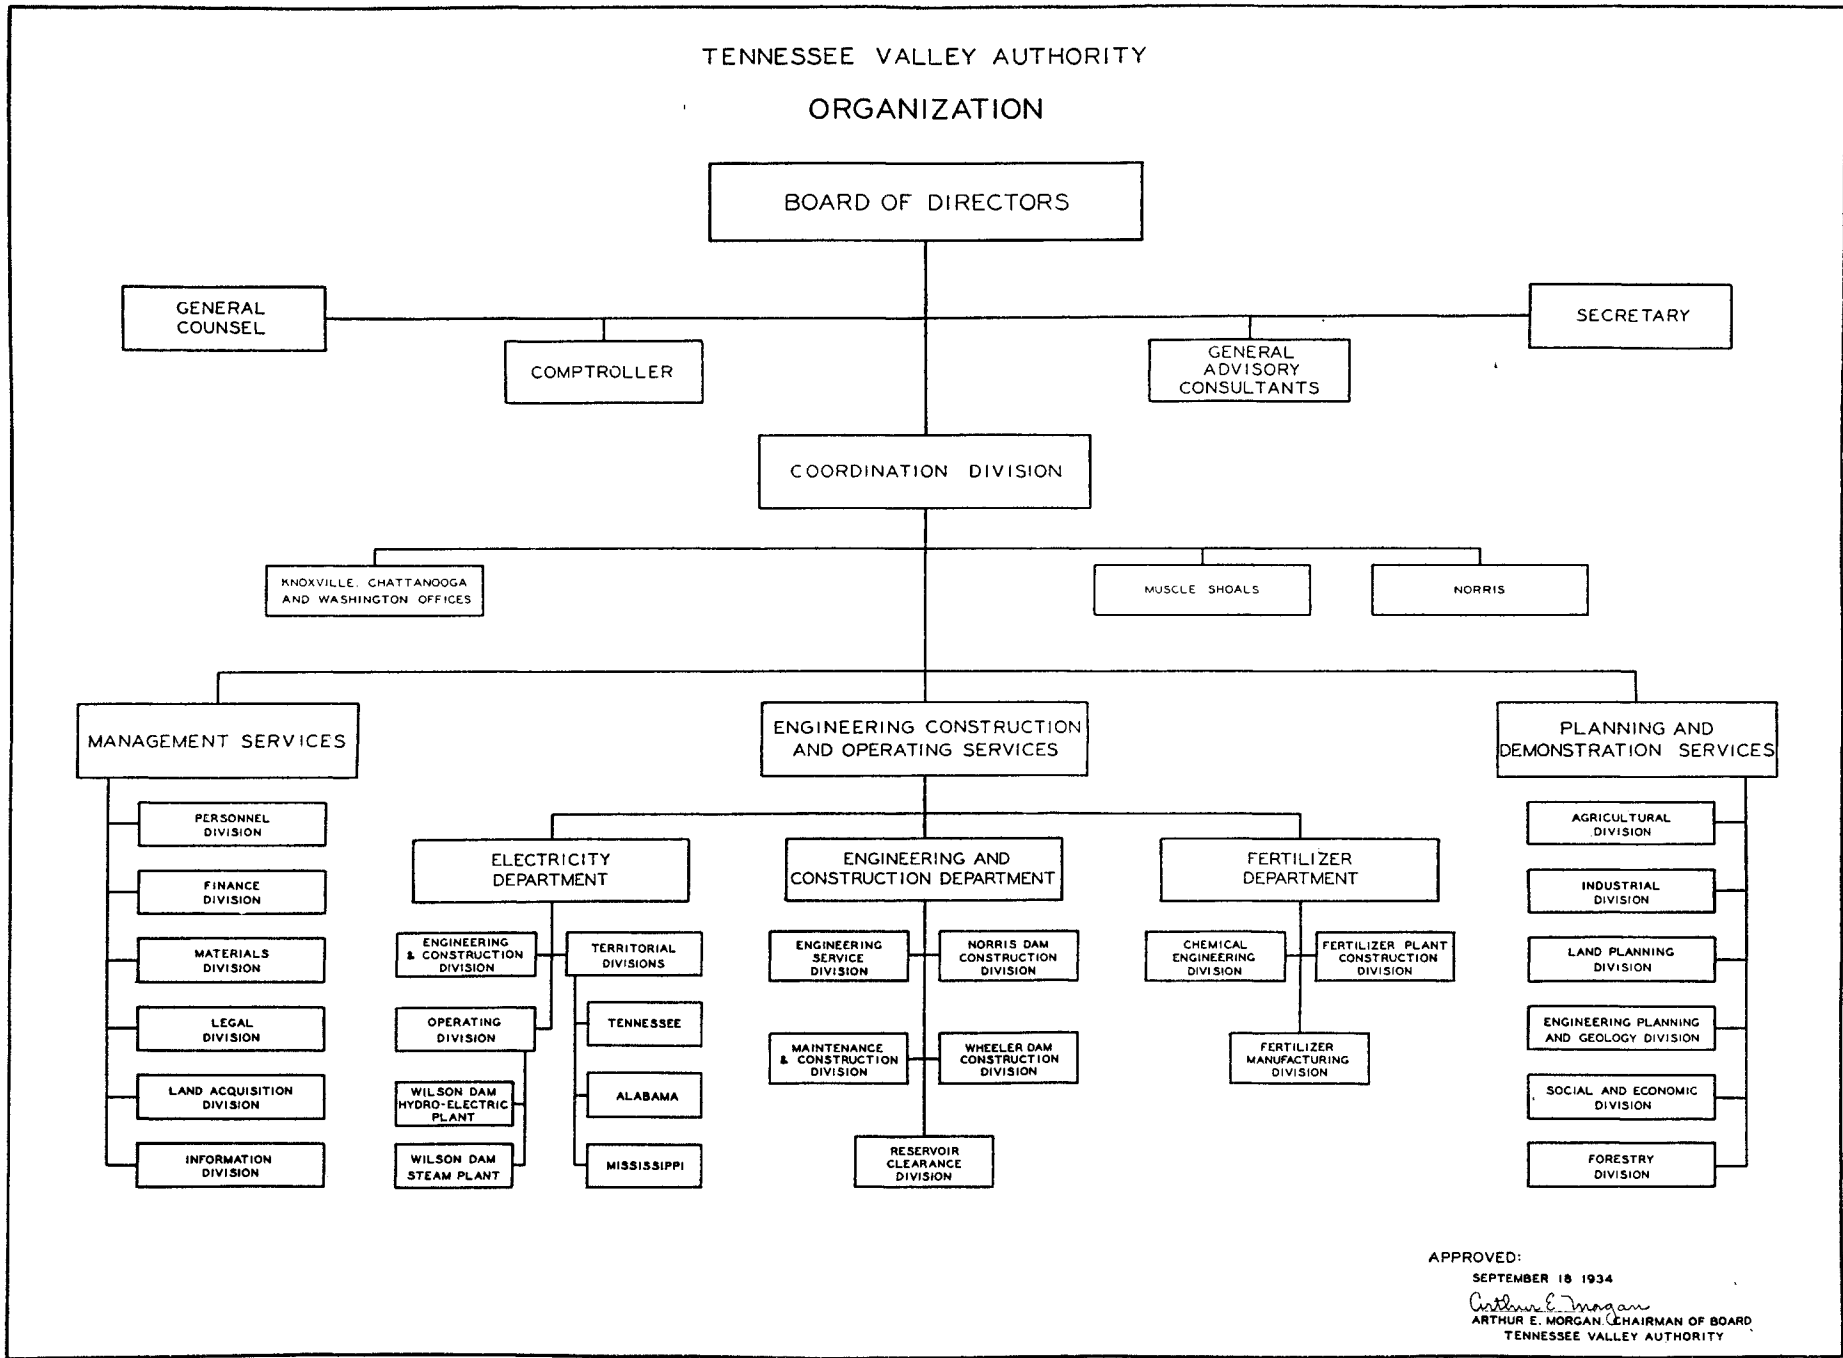 TENNESSEE VALLEY AUTHORITY
ORGANIZATION
BOARD OF DIRECTORS
GENERAL
COUNSEL
SECRETARY
COMPTROLLER
GENERAL
ADVISORY
CONSULTANTS
COORDINATION DIVISION
KNOXVILLE, CHATTANOOGA
AND WASHINGTON OFFICES
MUSCLE SHOALS
NORRIS
MANAGEMENT SERVICES
PERSONNEL
DIVISION
FINANCE
DIVISION
MATERIALS
DIVISION
LEGAL
DIVISION
LAND ACQUISITION
DIVISION
INFORMATION
DIVISION
ENGINEERING CONSTRUCTION
AND OPERATING SERVICES
ELECTRICITY
DEPARTMENT
ENGINEERING
& CONSTRUCTION
DIVISION
TERRITORIAL
DIVISIONS
OPERATING
DIVISION
TENNESSEE
WILSON DAM
HYDRO-ELECTRIC
PLANT
ALABAMA
WILSON DAM
STEAM PLANT
MISSISSIPPI
ENGINEERING AND
CONSTRUCTION DEPARTMENT
ENGINEERING
SERVICE
DIVISION
NORRIS DAM
CONSTRUCTION
DIVISION
MAINTENANCE
& CONSTRUCTION
DIVISION
WHEELER DAM
CONSTRUCTION
DIVISION
RESERVOIR
CLEARANCE
DIVISION
FERTILIZER
DEPARTMENT
CHEMICAL
ENGINEERING
DIVISION
FERTILIZER PLANT
CONSTRUCTION
DIVISION
FERTILIZER
MANUFACTURING
DIVISION
PLANNING AND
DEMONSTRATION SERVICES
AGRICULTURAL
DIVISION
INDUSTRIAL
DIVISION
LAND PLANNING
DIVISION
ENGINEERING PLANNING
AND GEOLOGY DIVISION
SOCIAL AND ECONOMIC
DIVISION
FORESTRY
DIVISION
APPROVED:
SEPTEMBER 18 1934
Arthur E. Morgan
ARTHUR E. MORGAN. CHAIRMAN OF BOARD
TENNESSEE VALLEY AUTHORITY